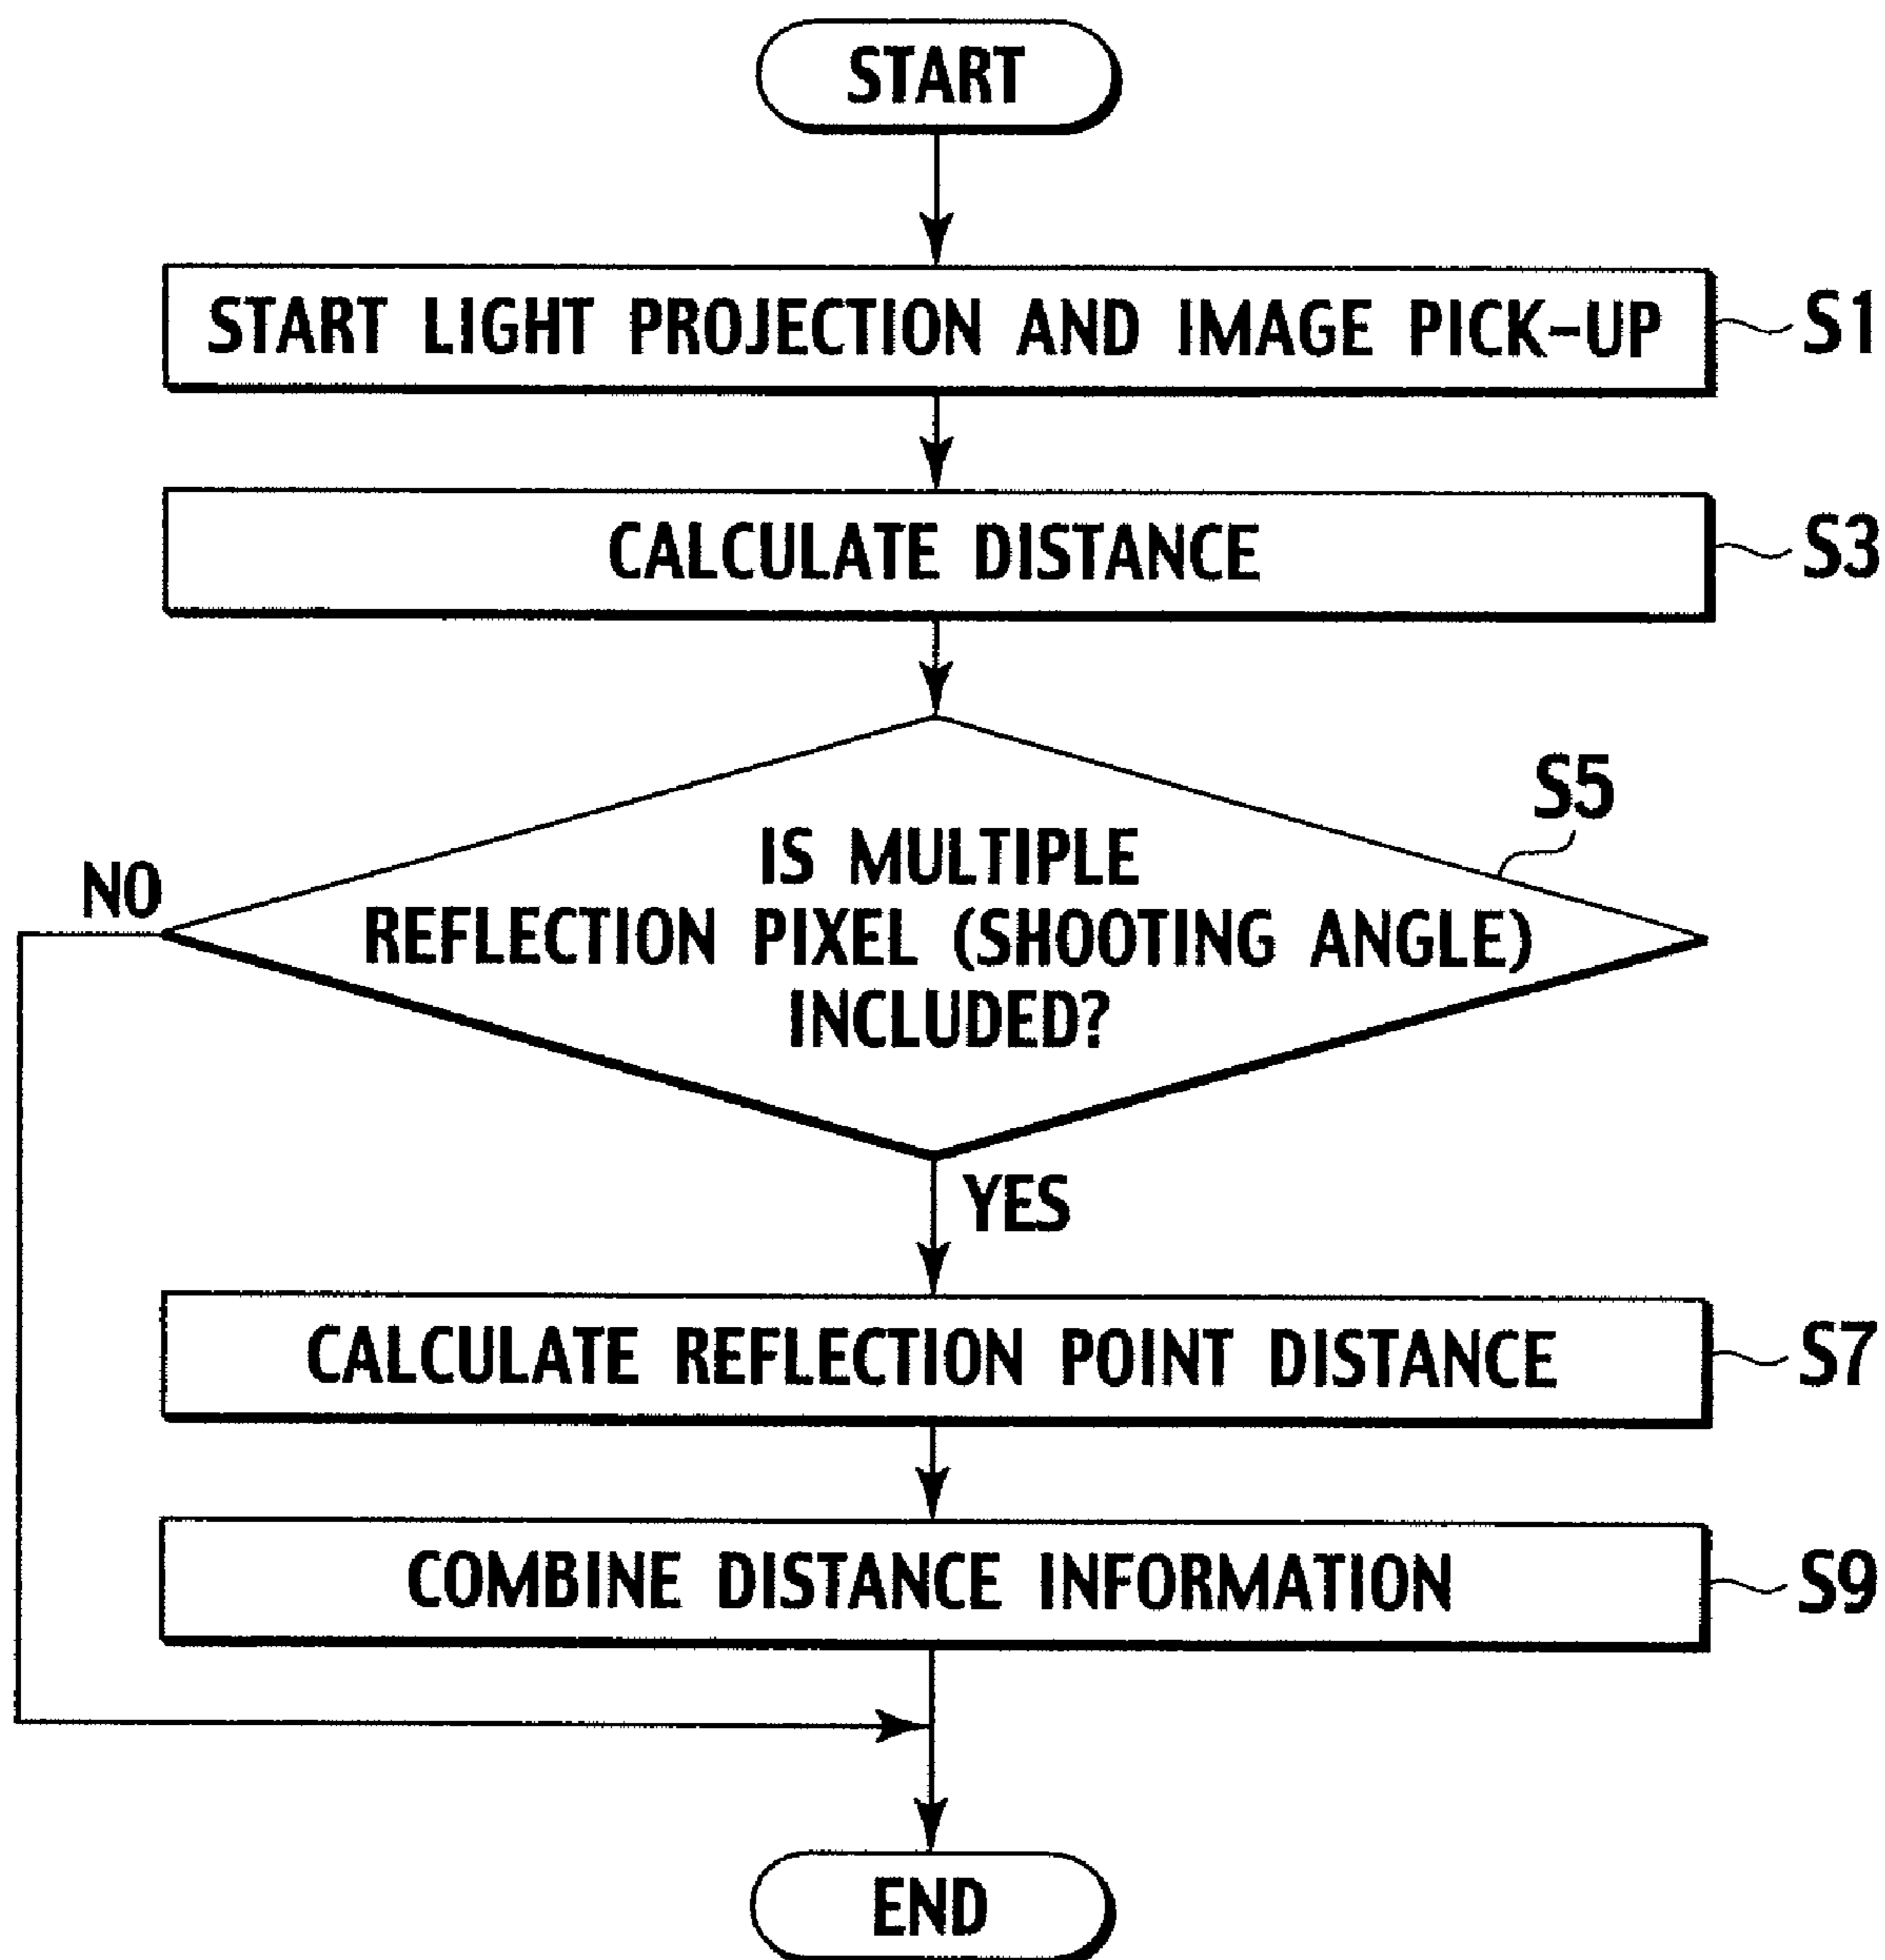 START
START LIGHT PROJECTION AND IMAGE PICK-UP
S1
CALCULATE DISTANCE
S3
S5
IS MULTIPLE
REFLECTION PIXEL (SHOOTING ANGLE)
INCLUDED?
NO
YES
CALCULATE REFLECTION POINT DISTANCE
S7
COMBINE DISTANCE INFORMATION
S9
END